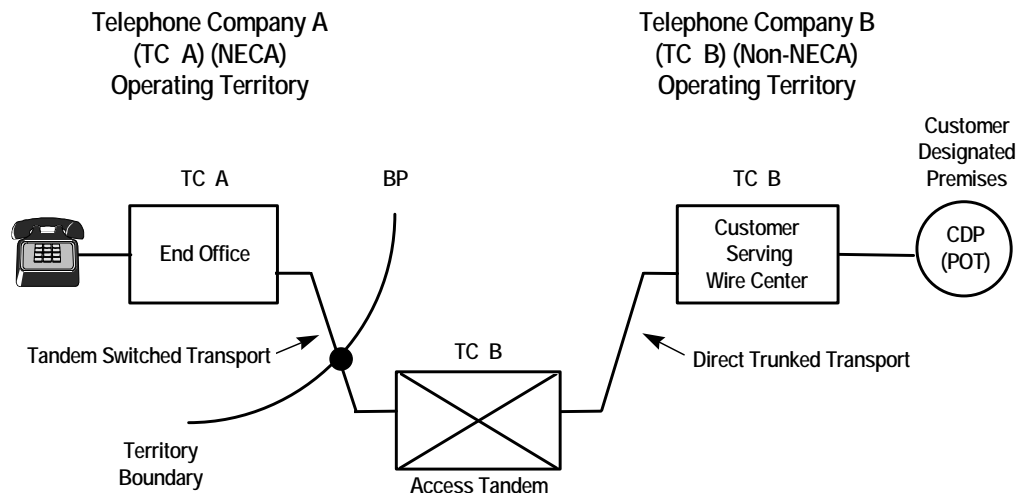 Telephone Company A
(TC A) (NECA)
Operating Territory
Telephone Company B
(TC B) (Non-NECA)
Operating Territory
Customer
Designated
Premises
TC A
BP
TC B
End Office
Customer
Serving
Wire Center
CDP
(POT)
Tandem Switched Transport
TC B
Direct Trunked Transport
Territory
Boundary
Access Tandem